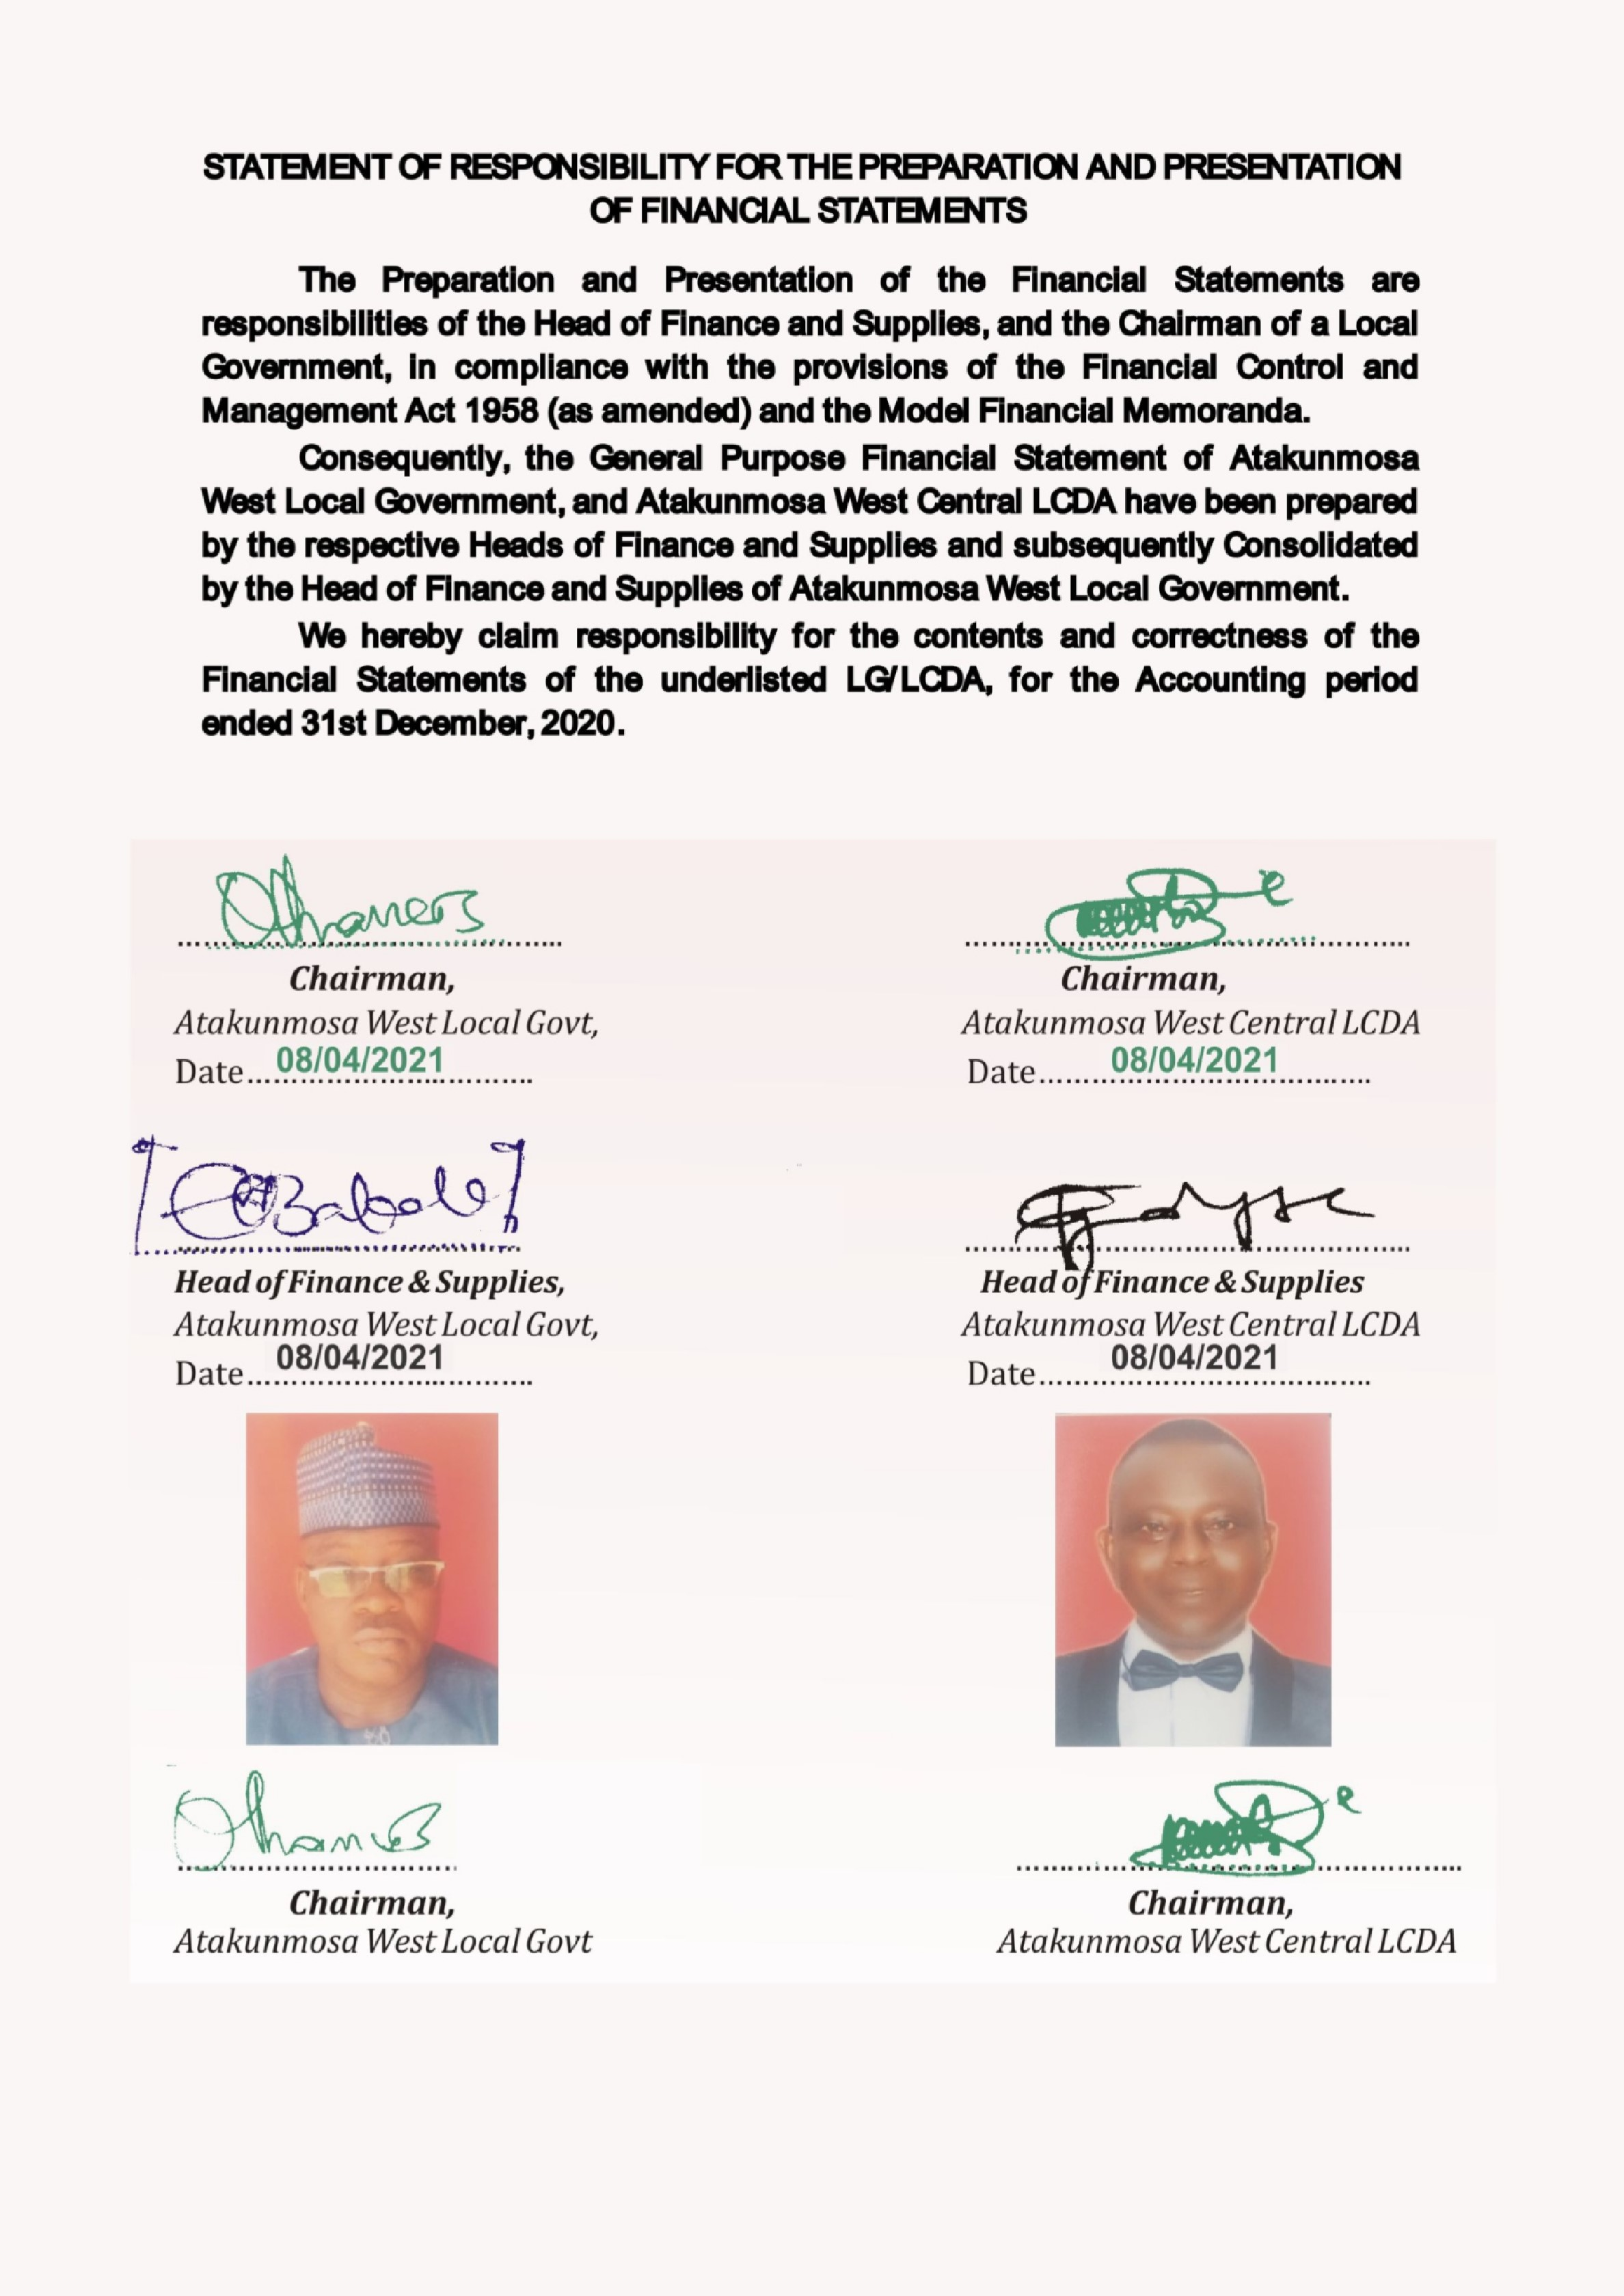 STATEMENT OF RESPONSIBILITY FOR THE PREPARATION AND PRESENTATION
OF FINANCIAL STATEMENTS
The Preparation and Presentation of the Financial Statements are
responsibilities of the Head of Finance and Supplies, and the Chairman of a Local
Government, in compliance with the provisions of the Financial Control and
Management Act 1958 (as amended) and the Model Financial Memoranda.
Consequently, the General Purpose Financial Statement of Atakunmosa
West Local Government, and Atakunmosa West Central LCDA have been prepared
by the respective Heads of Finance and Supplies and subsequently Consolidated
by the Head of Finance and Supplies of Atakunmosa West Local Government.
We hereby claim responsibility for the contents and correctness of the
Financial Statements of the underlisted LG/LCDA, for the Accounting period
ended 31st December, 2020.
Chairman,
Atakunmosa West Local Govt,
Date 08/04/2021
Chairman,
Atakunmosa West Central LCDA
Date 08/04/2021
Head of Finance & Supplies,
Atakunmosa West Local Govt,
Date 08/04/2021
Head of Finance & Supplies
Atakunmosa West Central LCDA
Date 08/04/2021
Chairman,
Atakunmosa West Local Govt
Chairman,
Atakunmosa West Central LCDA